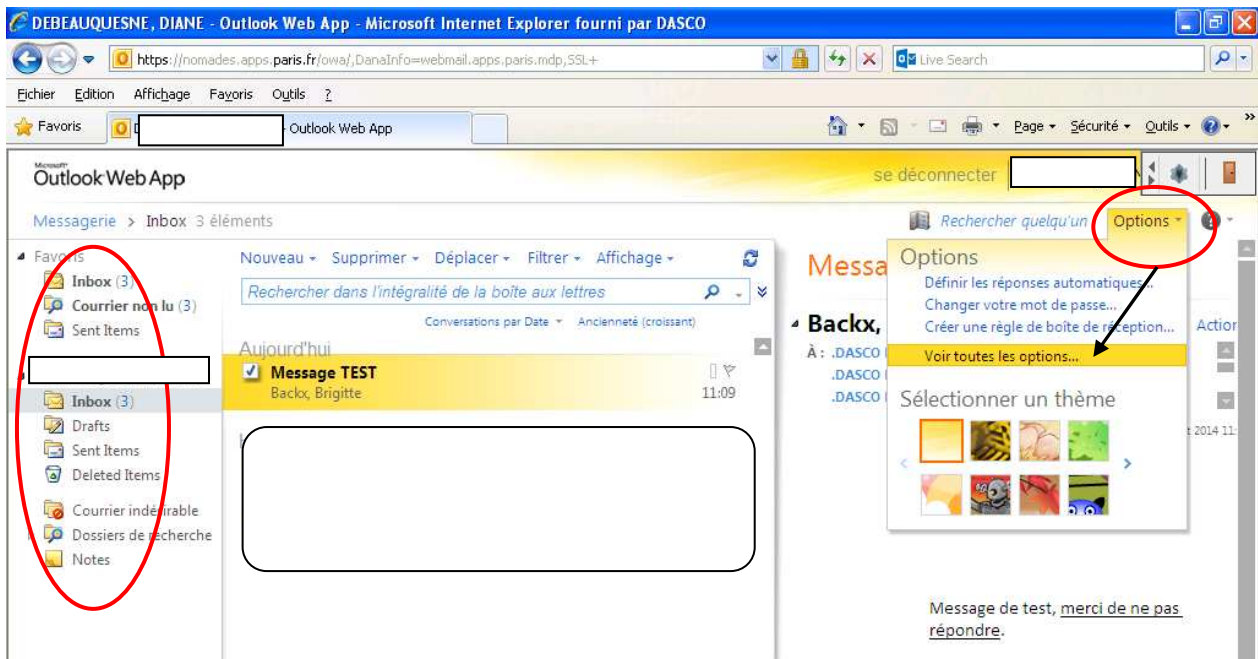 DEBEAUQUESNE, DIANE - Outlook Web App - Microsoft Internet Explorer fourni par DASCO
https://nomades.apps.paris.fr/owa/,DanaInfo=webmail.apps.paris.mdp,SSL+
Live Search
Fichier Edition Affichage Favoris Outils ?
Favoris
Outlook Web App
Page Sécurité Outils »
Microsoft
Outlook Web App
se déconnecter
Messagerie > Inbox 3 éléments
Rechercher quelqu'un
Options
Favoris
Inbox (3)
Courrier non lu (3)
Sent Items
Inbox (3)
Drafts
Sent Items
Deleted Items
Courrier indésirable
Dossiers de recherche
Notes
Nouveau Supprimer Déplacer Filtrer Affichage
Rechercher dans l'intégralité de la boîte aux lettres
Conversations par Date Ancienneté (croissant)
Aujourd'hui
Message TEST
Backx, Brigitte
11:09
Messa
Backx,
À : .DASCO
.DASCO
.DASCO
Options
Définir les réponses automatiques...
Changer votre mot de passe...
Créer une règle de boîte de réception...
Voir toutes les options...
Sélectionner un thème
Action
2014 11:
Message de test, merci de ne pas
répondre.